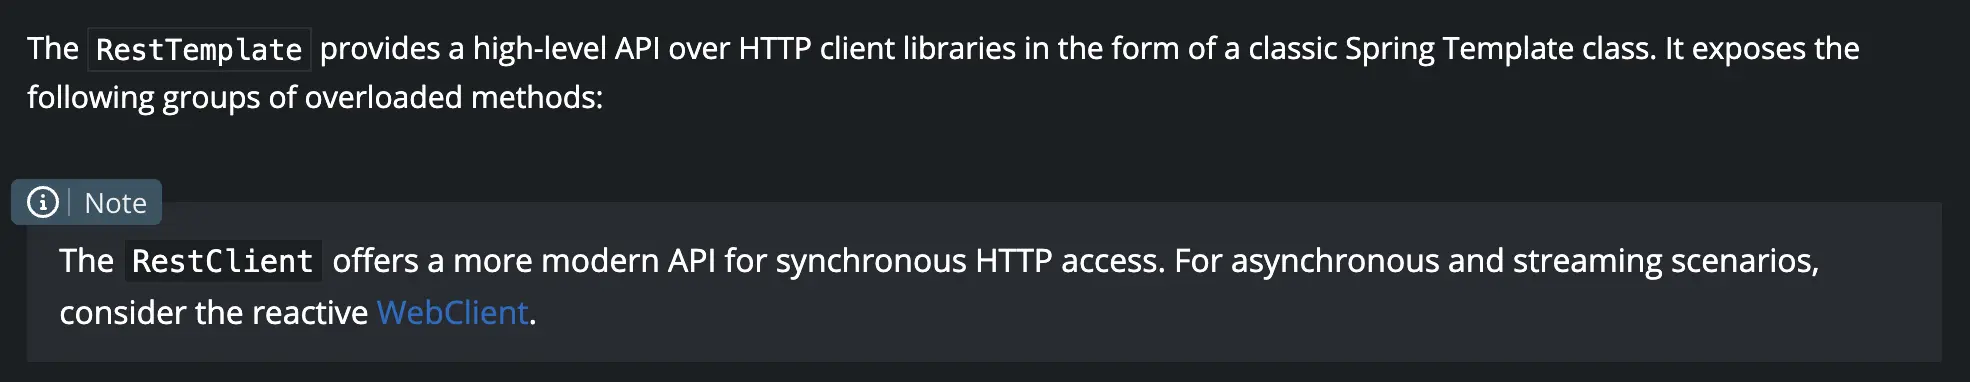 The RestTemplate provides a high-level API over HTTP client libraries in the form of a classic Spring Template class. It exposes the
following groups of overloaded methods:
Note
The RestClient offers a more modern API for synchronous HTTP access. For asynchronous and streaming scenarios,
consider the reactive WebClient.